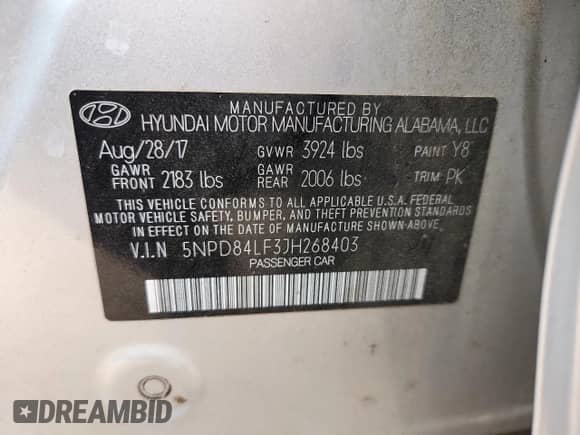 MANUFACTURED BY
HYUNDAI MOTOR MANUFACTURING ALABAMA, LLC
Aug/28/17 GVWR 3924 lbs PAINT Y8
GAWR FRONT 2183 lbs GAWR REAR 2006 lbs TRIM PK
THIS VEHICLE CONFORMS TO ALL APPLICABLE U.S.A. FEDERAL
MOTOR VEHICLE SAFETY, BUMPER, AND THEFT PREVENTION STANDARDS
IN EFFECT ON THE DATE OF MANUFACTURE SHOWN ABOVE.
V.I.N 5NPD84LF3JH268403
PASSENGER CAR
DREAMBID